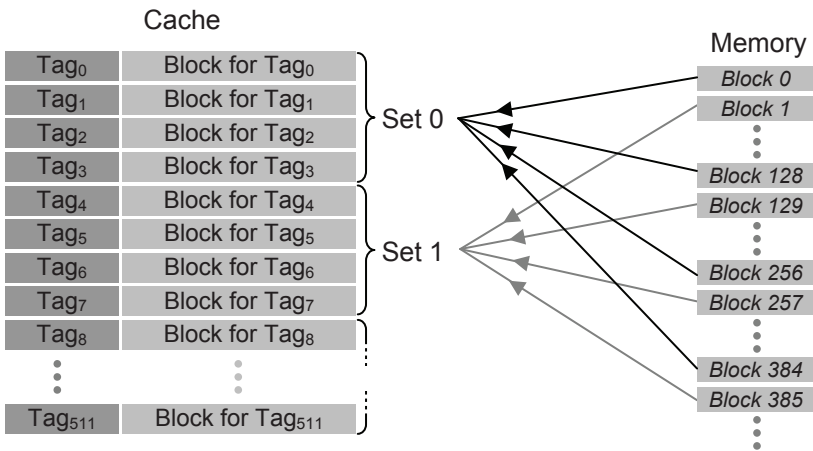 Cache
Tag₀ Block for Tag₀
Tag₁ Block for Tag₁
Tag₂ Block for Tag₂
Tag₃ Block for Tag₃
Tag₄ Block for Tag₄
Tag₅ Block for Tag₅
Tag₆ Block for Tag₆
Tag₇ Block for Tag₇
Tag₈ Block for Tag₈
Tag₅₁₁ Block for Tag₅₁₁
Set 0
Set 1
Memory
Block 0
Block 1
Block 128
Block 129
Block 256
Block 257
Block 384
Block 385